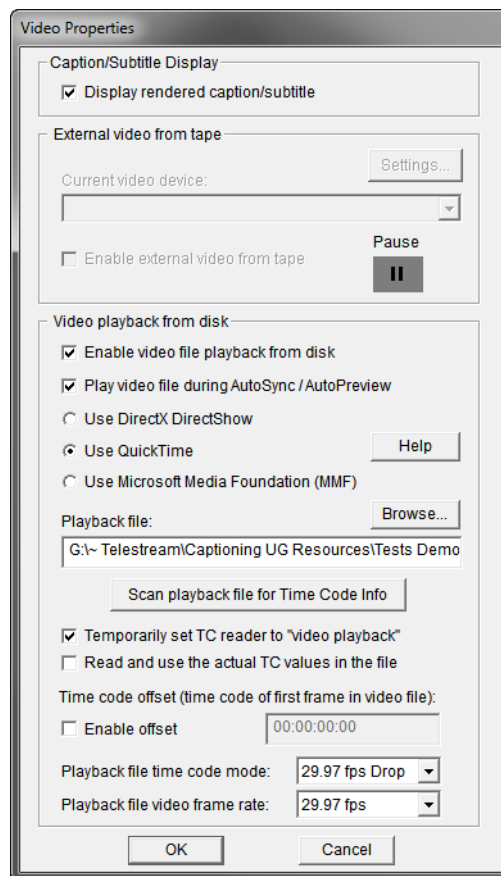 Video Properties
Caption/Subtitle Display
Display rendered caption/subtitle
External video from tape
Settings...
Current video device:
Enable external video from tape
Pause
Video playback from disk
Enable video file playback from disk
Play video file during AutoSync / AutoPreview
Use DirectX DirectShow
Use QuickTime
Help
Use Microsoft Media Foundation (MMF)
Browse...
Playback file:
G:\~ Telestream\Captioning UG Resources\Tests Demo
Scan playback file for Time Code Info
Temporarily set TC reader to "video playback"
Read and use the actual TC values in the file
Time code offset (time code of first frame in video file):
Enable offset 00:00:00:00
Playback file time code mode: 29.97 fps Drop
Playback file video frame rate: 29.97 fps
OK Cancel